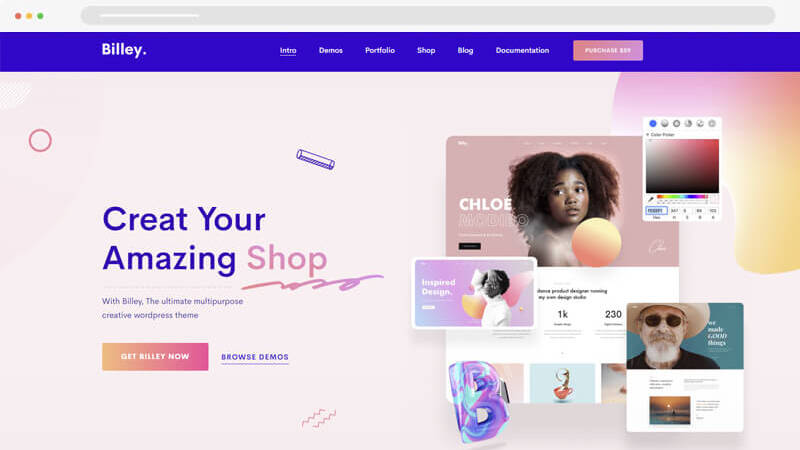 Billey.
Intro
Demos
Portfolio
Shop
Blog
Documentation
PURCHASE $59
Creat Your
Amazing Shop
With Billey, The ultimate multipurpose
creative wordpress theme
GET BILLEY NOW
BROWSE DEMOS
Color Picker
CHLOÉ
MODIBO
Inspired
Design.
dance product designer running
my own design studio
1k
230
we
made
GOOD
things